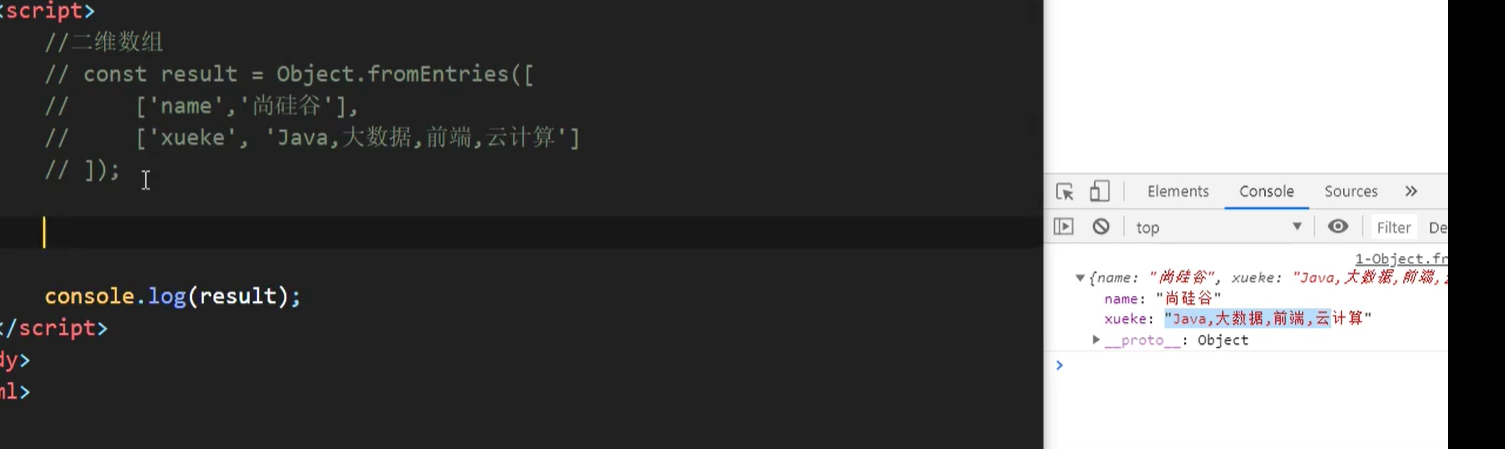 <script>
//二维数组
// const result = Object.fromEntries([
//     ['name','尚硅谷'],
//     ['xueke', 'Java,大数据,前端,云计算']
// ]);
console.log(result);
</script>
dy>
ml>
Elements Console Sources »
top Filter De
1-Object.fr
{name: "尚硅谷", xueke: "Java,大数据,前端,
name: "尚硅谷"
xueke: "Java,大数据,前端,云计算"
__proto__: Object